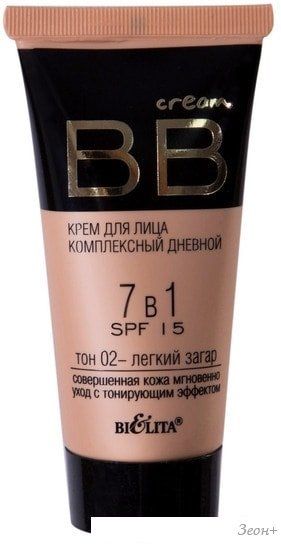 cream
BB
КРЕМ ДЛЯ ЛИЦА
КОМПЛЕКСНЫЙ ДНЕВНОЙ
7 в 1
SPF 15
тон 02– легкий загар
совершенная кожа мгновенно
уход с тонирующим эффектом
BIELITA®
Зеон+